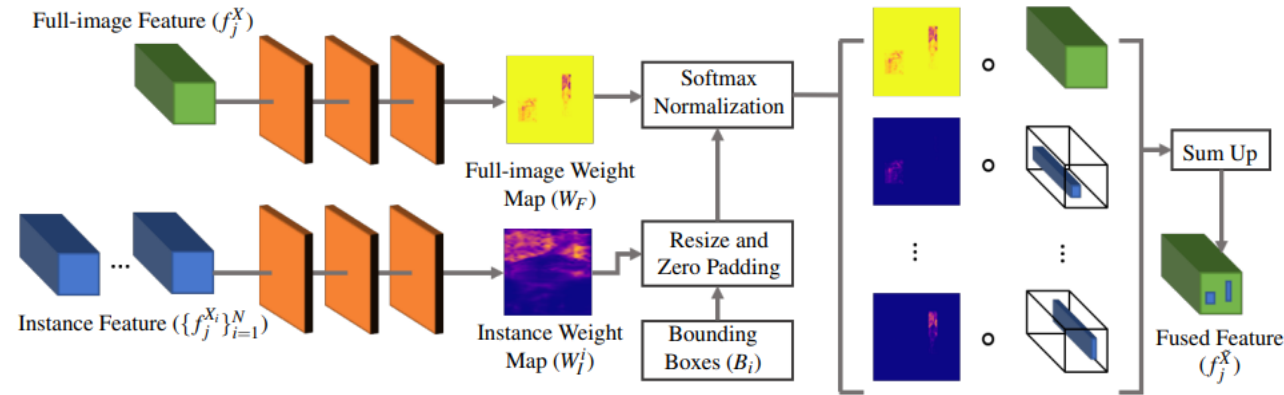 Full-image Feature (f_j^X)
Softmax
Normalization
Full-image Weight
Map (W_F)
Sum Up
Resize and
Zero Padding
...
Instance Feature ({f_j^{X_i}}_{i=1}^N)
Instance Weight
Map (W_I^i)
Bounding
Boxes (B_i)
Fused Feature
(f_j^{X̃})